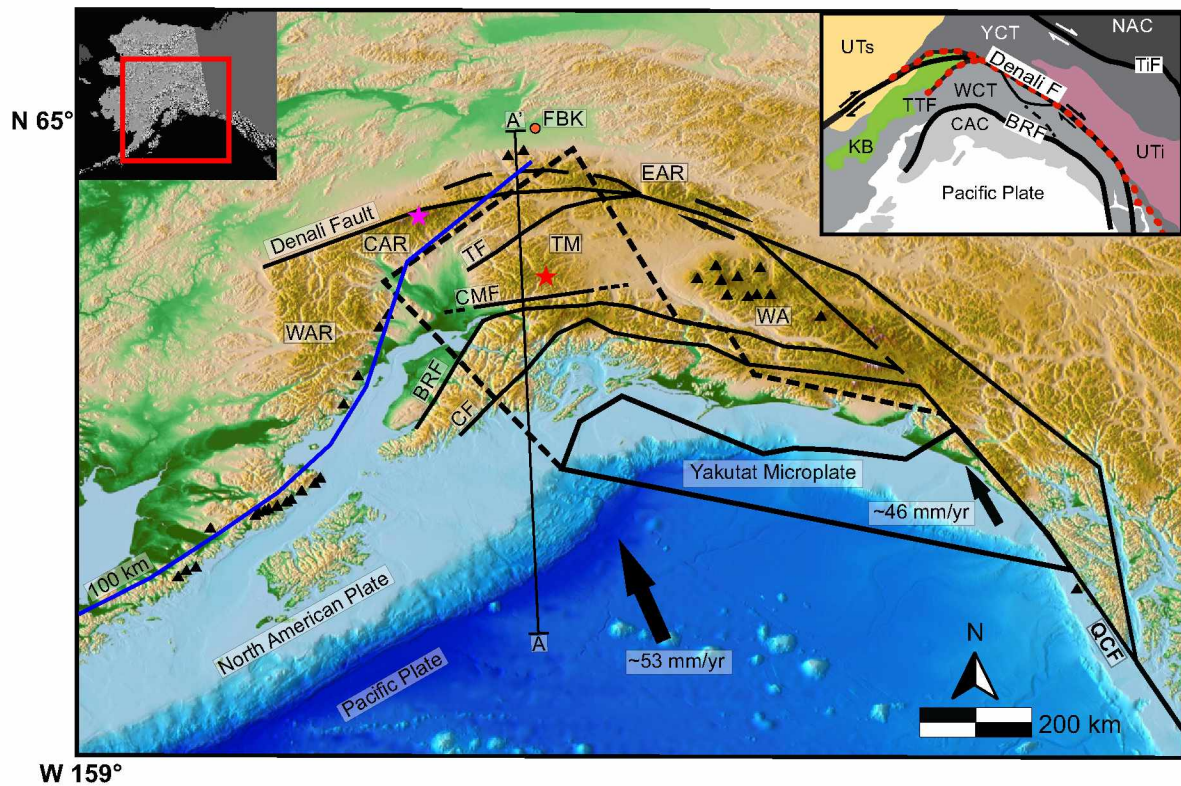 N 65°
A'
FBK
EAR
Denali Fault
CAR
TF
TM
CMF
WAR
WA
BRF
CF
Yakutat Microplate
~46 mm/yr
100 km
North American Plate
Pacific Plate
~53 mm/yr
A
QCF
N
200 km
W 159°
UTs
YCT
NAC
TiF
Denali F
WCT
TTF
CAC
BRF
KB
UTi
Pacific Plate